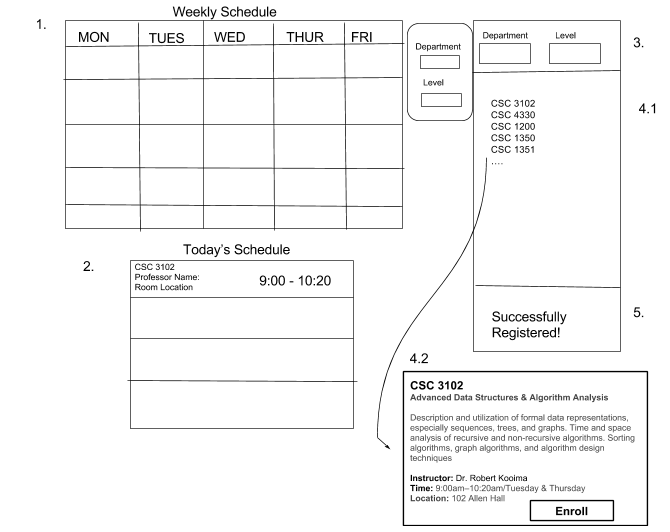 Weekly Schedule
1.
MON TUES WED THUR FRI
Department
Level
Department Level
3.
CSC 3102
CSC 4330
CSC 1200
CSC 1350
CSC 1351
....
4.1
Today's Schedule
2.
CSC 3102
Professor Name:
Room Location
9:00 - 10:20
Successfully
Registered!
5.
4.2
CSC 3102
Advanced Data Structures & Algorithm Analysis
Description and utilization of formal data representations,
especially sequences, trees, and graphs. Time and space
analysis of recursive and non-recursive algorithms. Sorting
algorithms, graph algorithms, and algorithm design
techniques
Instructor: Dr. Robert Kooima
Time: 9:00am–10:20am/Tuesday & Thursday
Location: 102 Allen Hall
Enroll